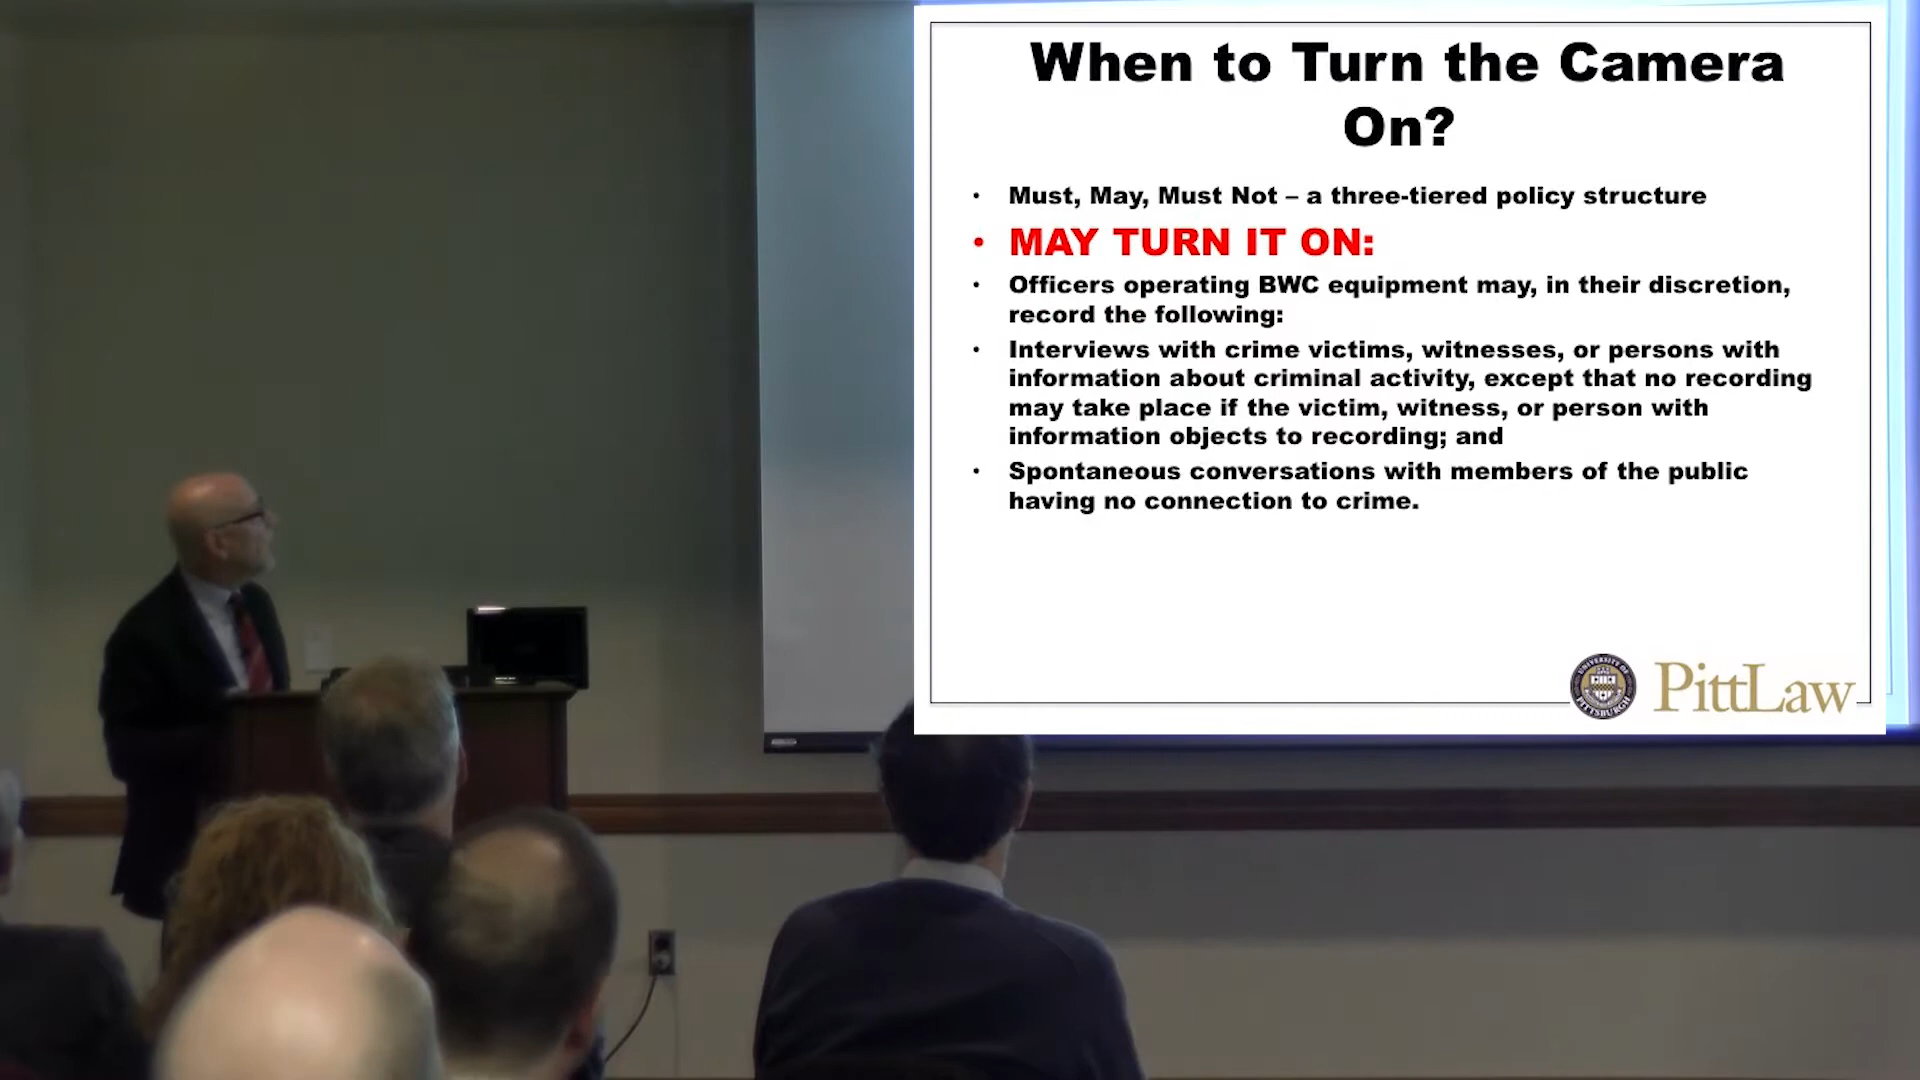 When to Turn the Camera
On?
• Must, May, Must Not – a three-tiered policy structure
• MAY TURN IT ON:
• Officers operating BWC equipment may, in their discretion,
record the following:
• Interviews with crime victims, witnesses, or persons with
information about criminal activity, except that no recording
may take place if the victim, witness, or person with
information objects to recording; and
• Spontaneous conversations with members of the public
having no connection to crime.
UNIVERSITY OF
PITTSBURGH
PittLaw